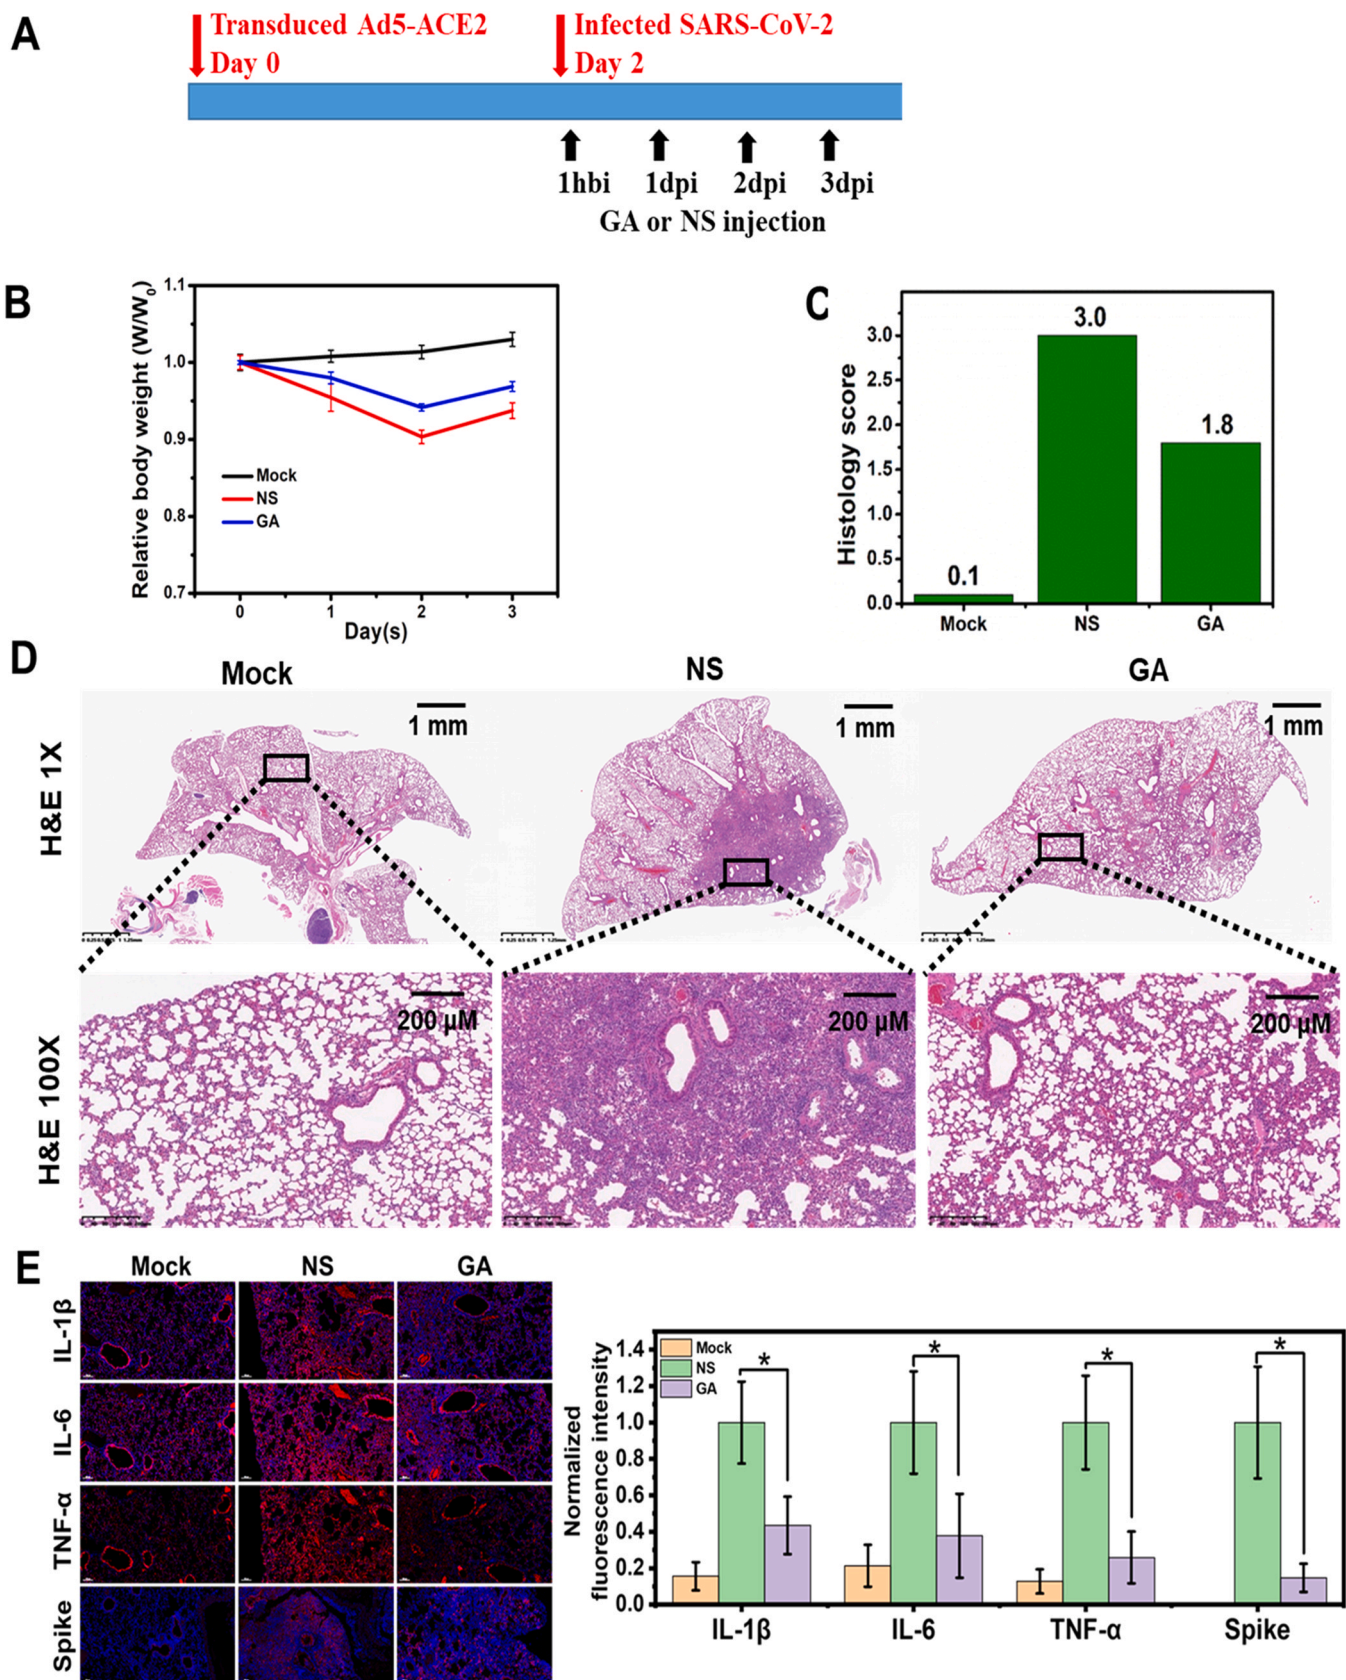 A
Transduced Ad5-ACE2
Day 0
Infected SARS-CoV-2
Day 2
1hbi 1dpi 2dpi 3dpi
GA or NS injection
B
Relative body weight (W/W0)
1.1
1.0
0.9
0.8
0.7
Mock
NS
GA
0 1 2 3
Day(s)
C
Histology score
3.0
2.5
2.0
1.5
1.0
0.5
0.0
0.1
3.0
1.8
Mock NS GA
D
Mock NS GA
H&E 1X
1 mm 1 mm 1 mm
H&E 100X
200 µM 200 µM 200 µM
E
Mock NS GA
IL-1β
IL-6
TNF-α
Spike
Normalized
fluorescence intensity
1.4
1.2
1.0
0.8
0.6
0.4
0.2
0.0
Mock
NS
GA
* * * *
IL-1β IL-6 TNF-α Spike